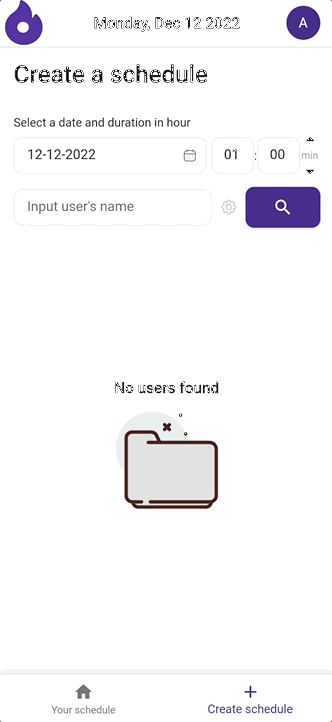 Monday, Dec 12 2022
A
Create a schedule
Select a date and duration in hour
12-12-2022
01 : 00 min
Input user's name
No users found
Your schedule
Create schedule